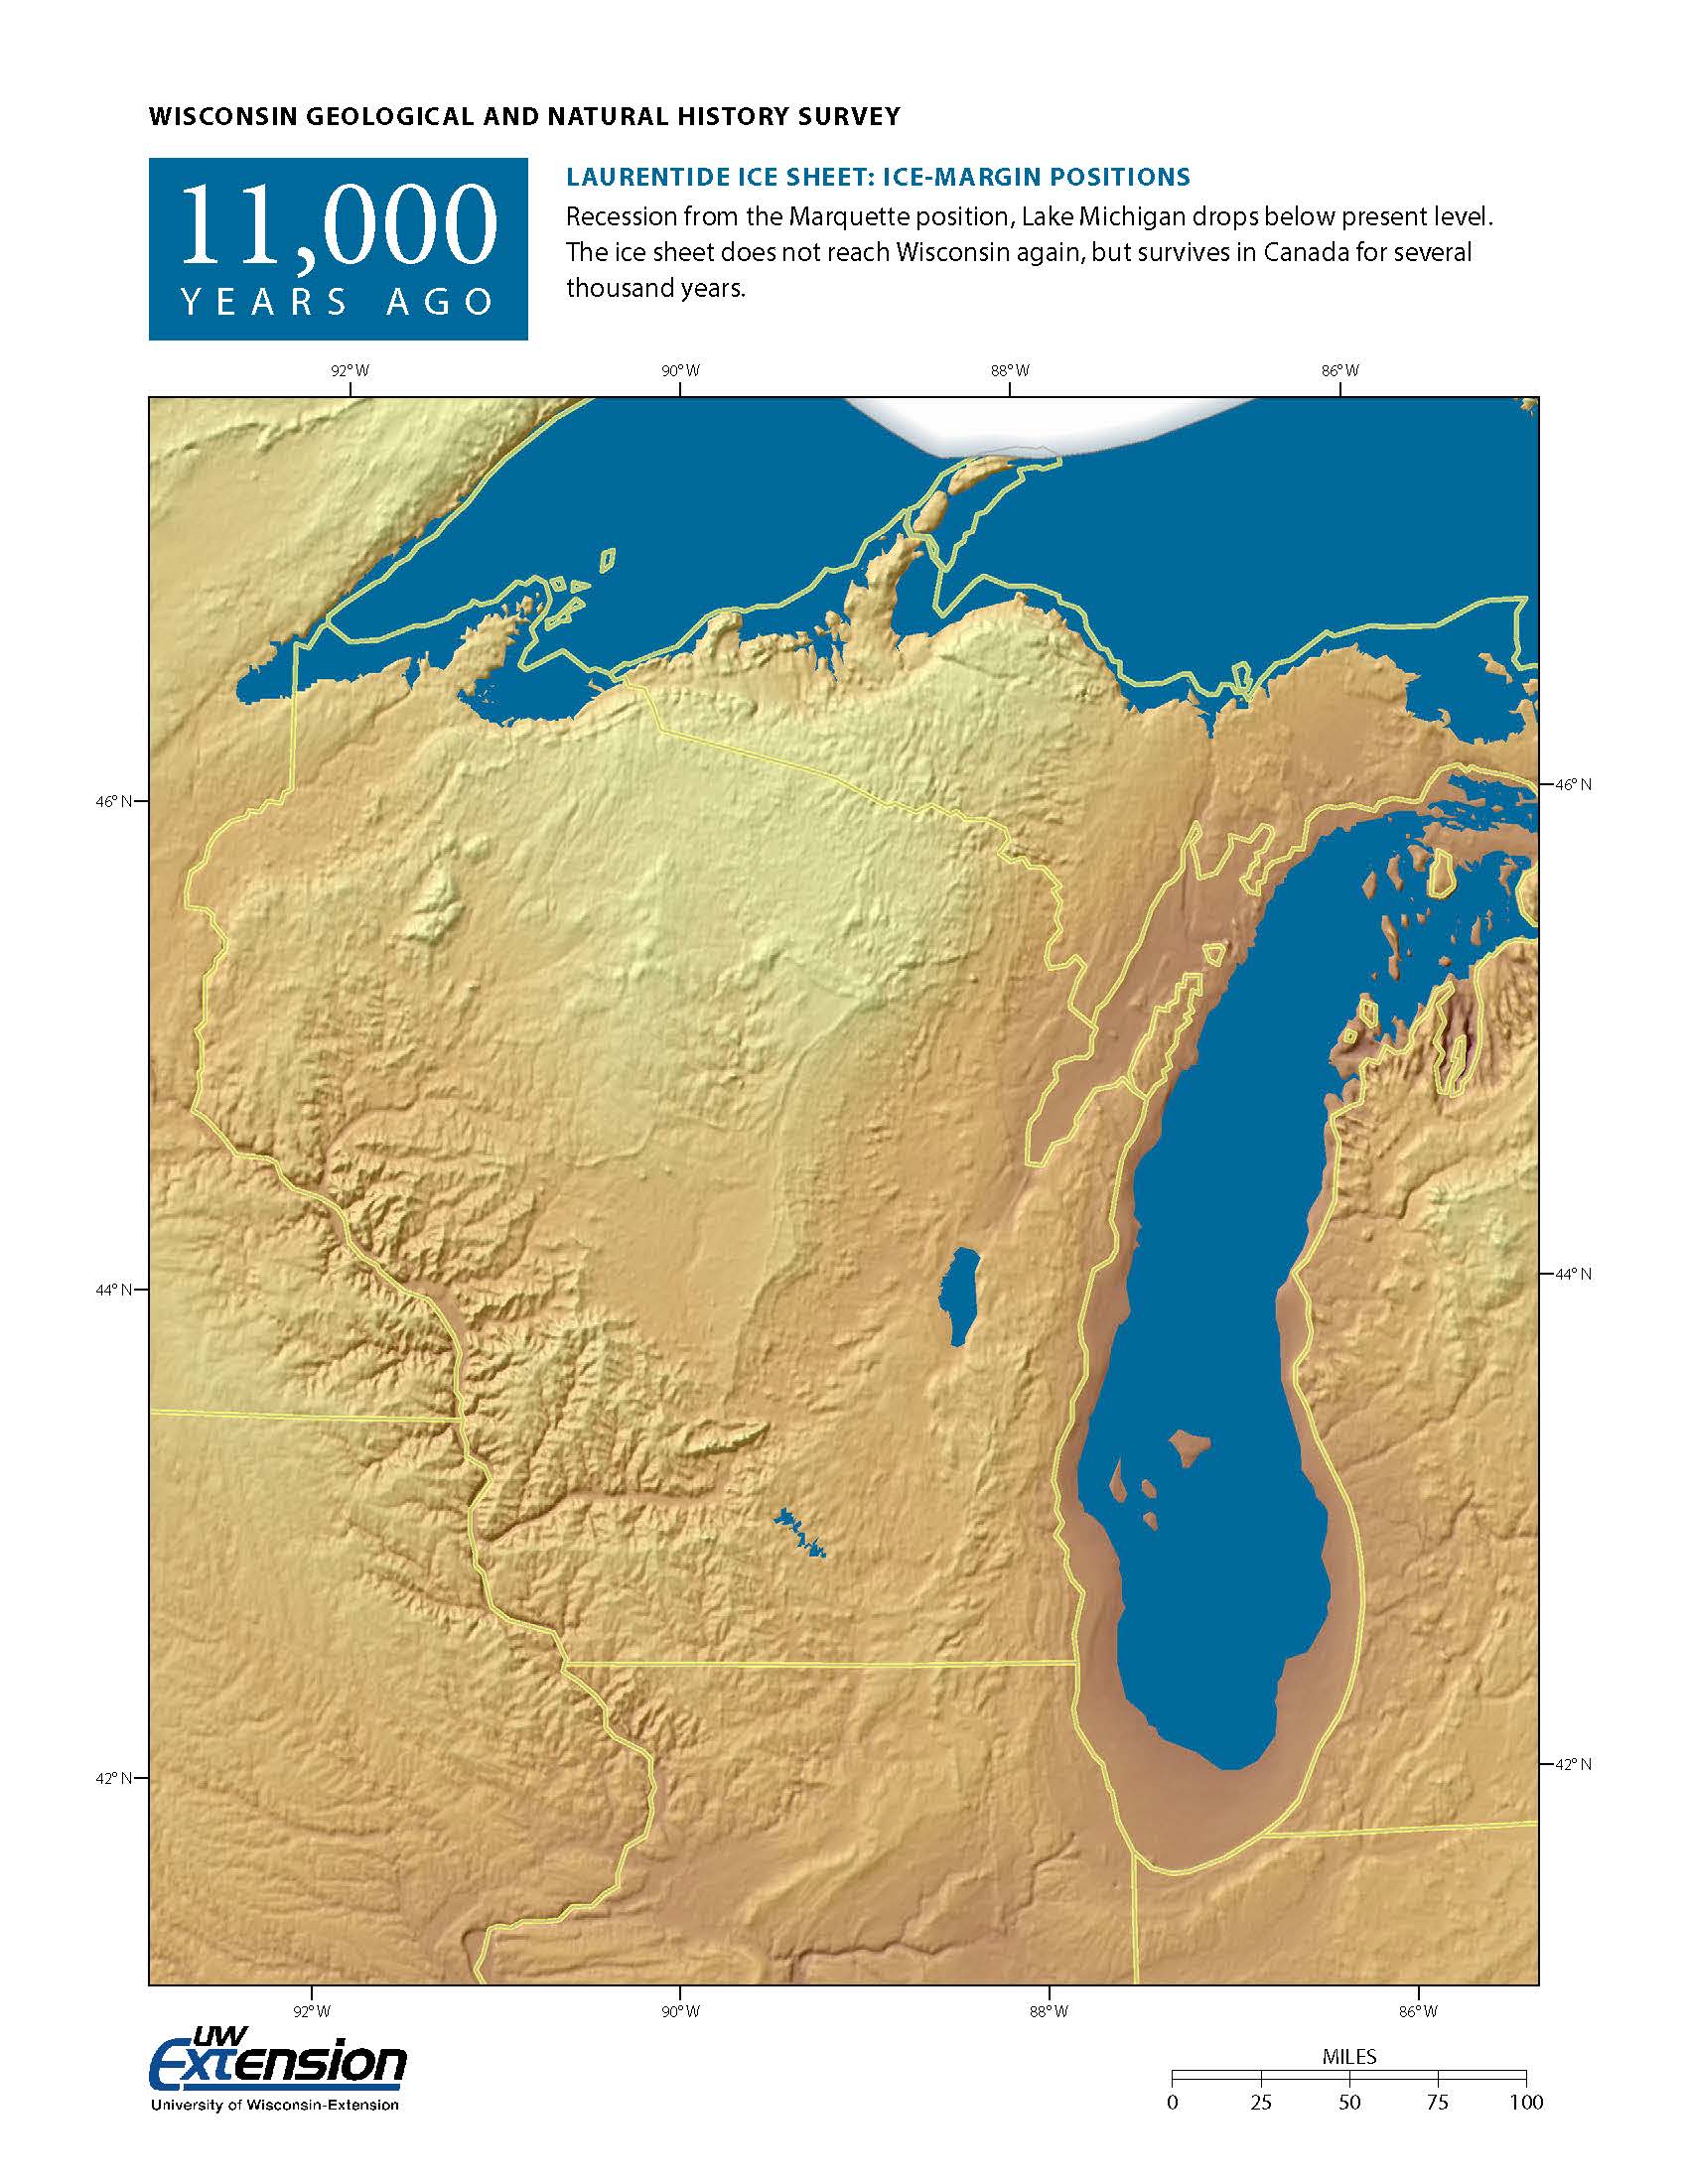 WISCONSIN GEOLOGICAL AND NATURAL HISTORY SURVEY
11,000
YEARS AGO
LAURENTIDE ICE SHEET: ICE-MARGIN POSITIONS
Recession from the Marquette position, Lake Michigan drops below present level.
The ice sheet does not reach Wisconsin again, but survives in Canada for several
thousand years.
92°W 90°W 88°W 86°W
46°N 46°N
44°N 44°N
42°N 42°N
92°W 90°W 88°W 86°W
UW
Extension
University of Wisconsin-Extension
MILES
0 25 50 75 100